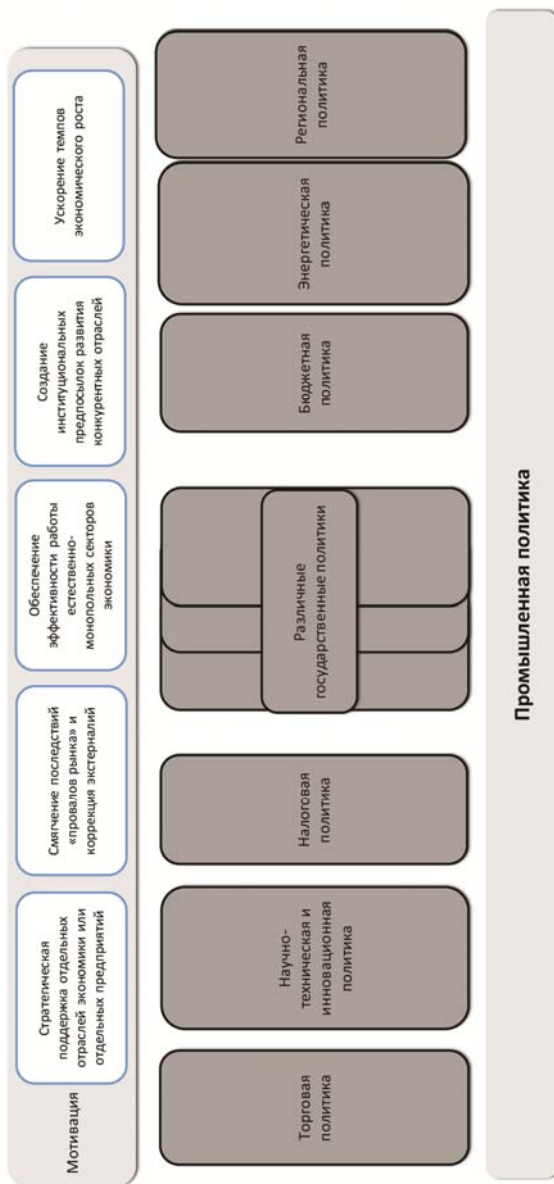 Мотивация
Стратегическая
поддержка отдельных
отраслей экономики или
отдельных предприятий
Смягчение последствий
«провалов рынка» и
коррекция экстерналий
Обеспечение
эффективности работы
естественно-
монопольных секторов
экономики
Создание
институциональных
предпосылок развития
конкурентных отраслей
Ускорение темпов
экономического роста
Торговая
политика
Научно-
техническая и
инновационная
политика
Налоговая
политика
Различные
государственные политики
Бюджетная
политика
Энергетическая
политика
Региональная
политика
Промышленная политика